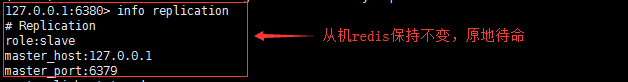 127.0.0.1:6380> info replication
# Replication
role:slave
master_host:127.0.0.1
master_port:6379
从机redis保持不变，原地待命